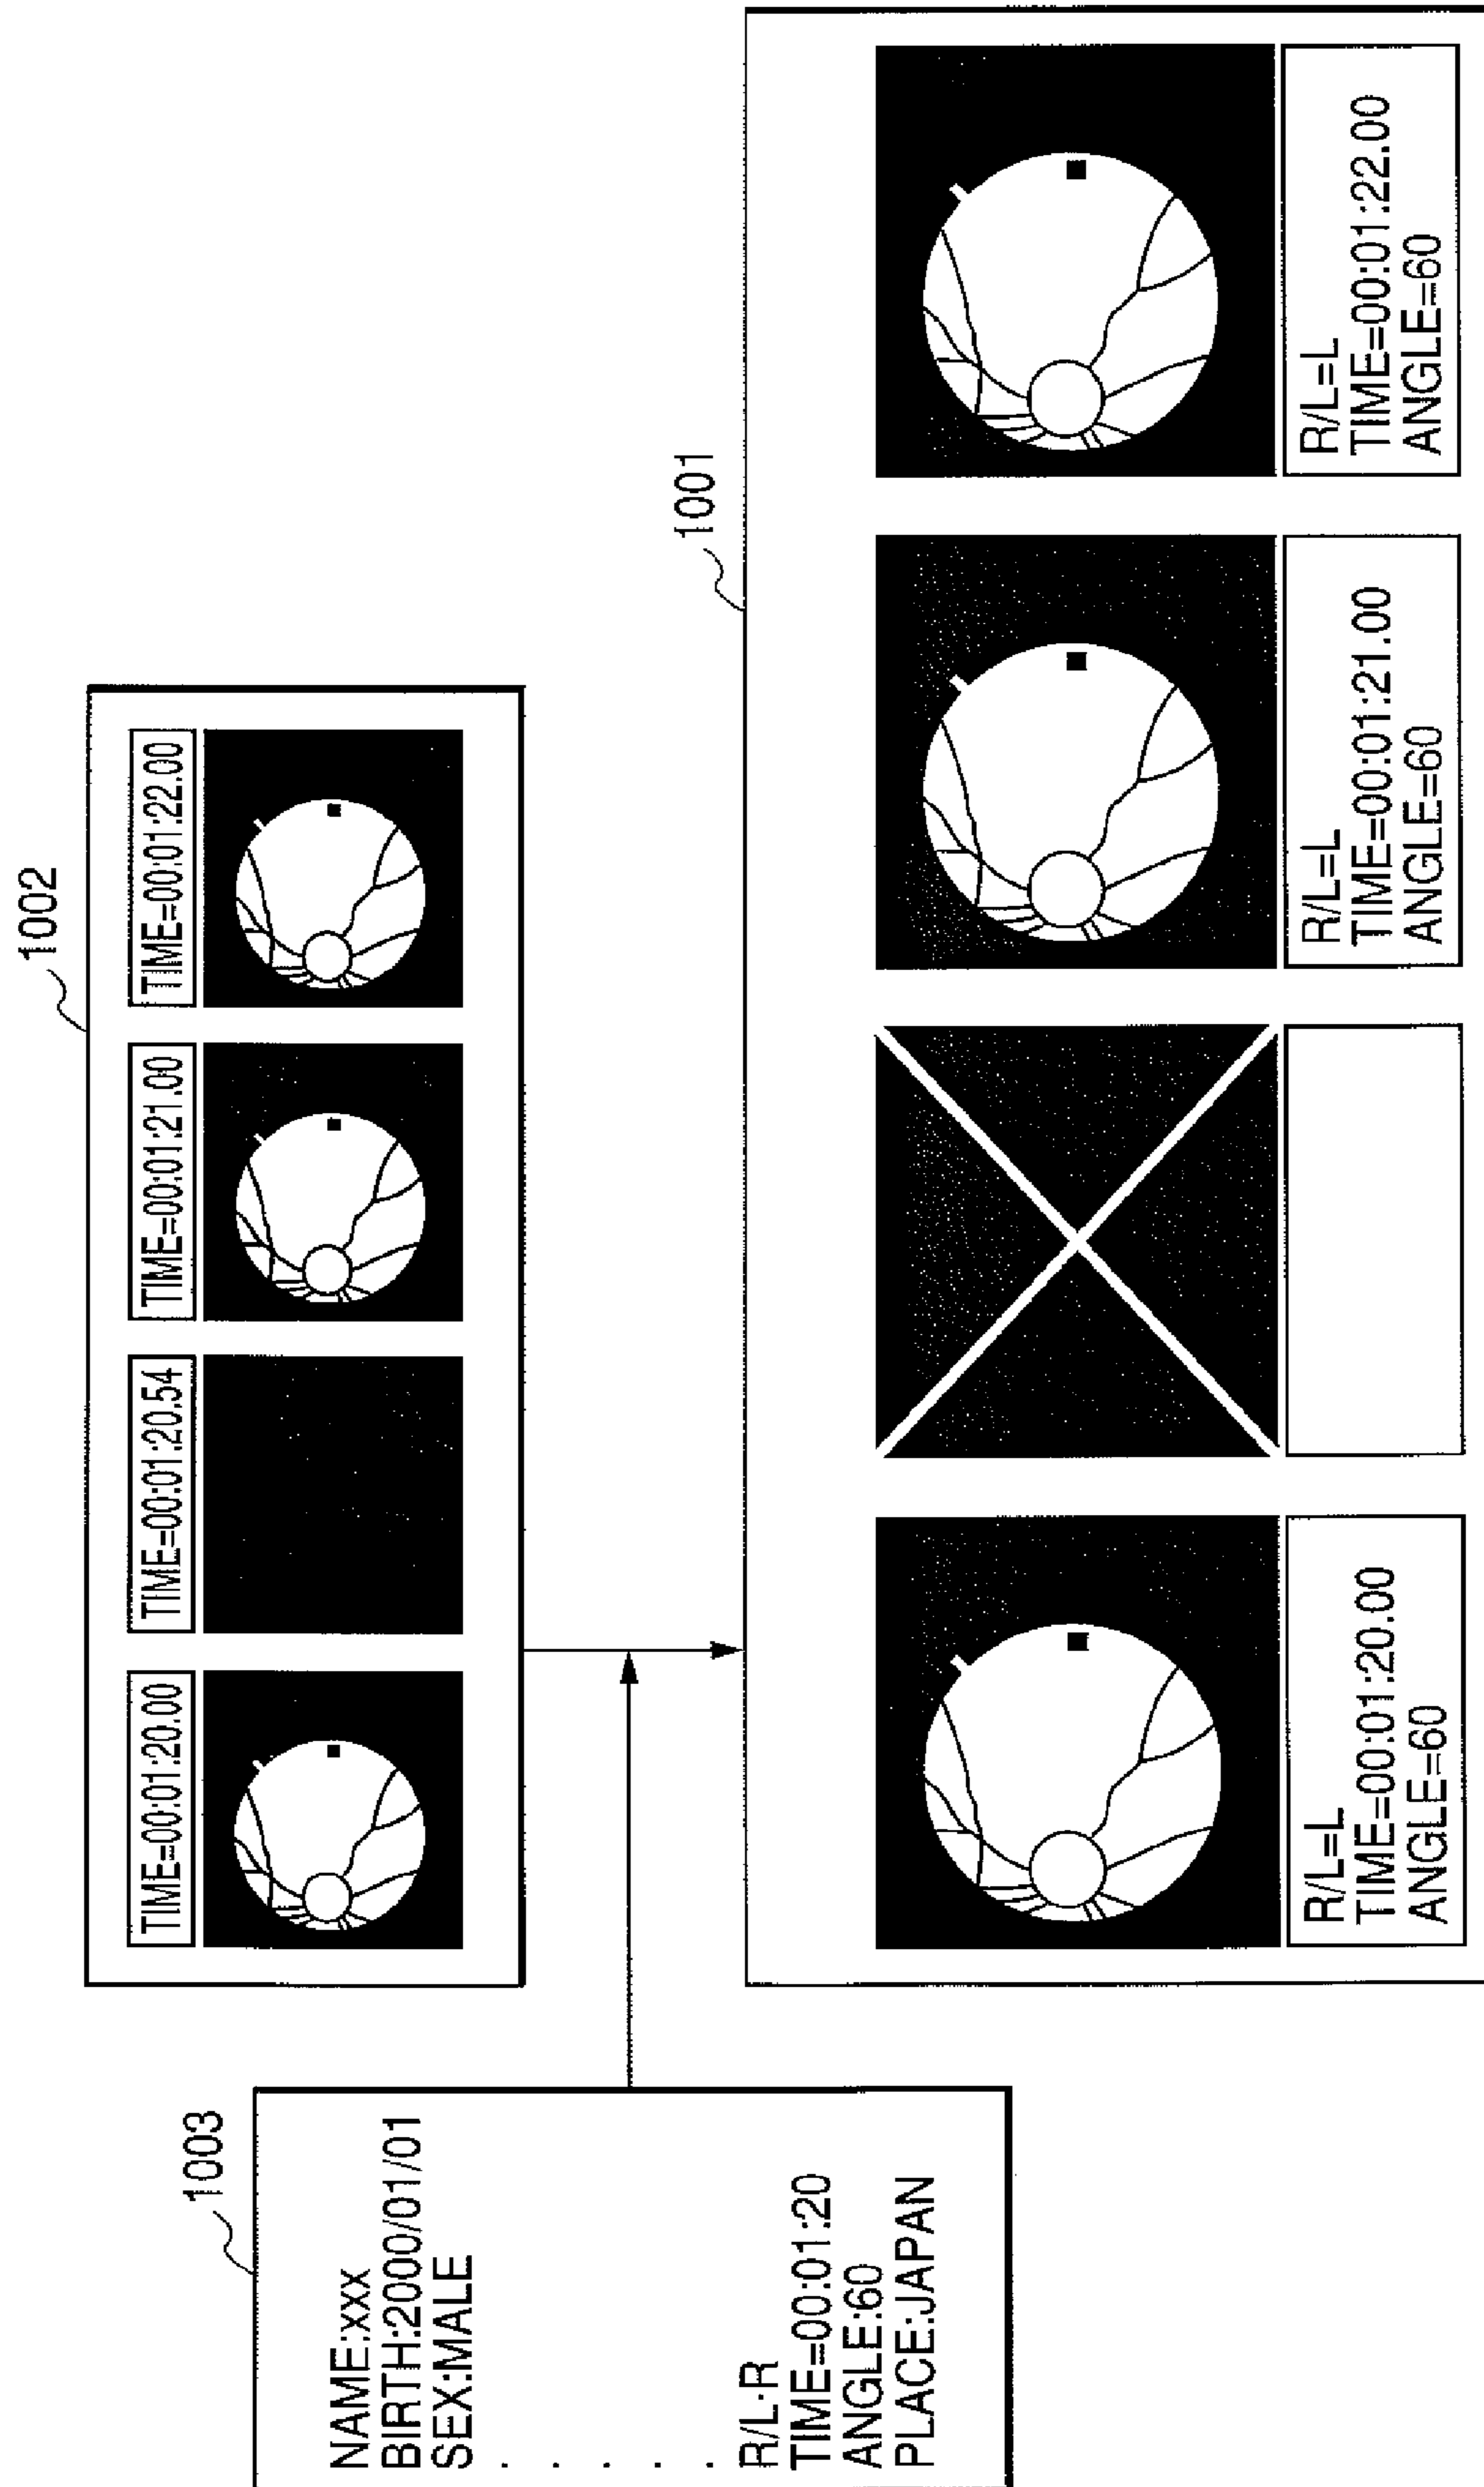 1002
TIME=00:01:20.00
TIME=00:01:20.54
TIME=00:01:21.00
TIME=00:01:22.00
1003
NAME:xxx
BIRTH:2000/01/01
SEX:MALE
. . . . .
R/L·R
TIME=00:01:20
ANGLE:60
PLACE:JAPAN
1001
R/L=L
TIME=00:01:20.00
ANGLE=60
R/L=L
TIME=00:01:21.00
ANGLE=60
R/L=L
TIME=00:01:22.00
ANGLE=60